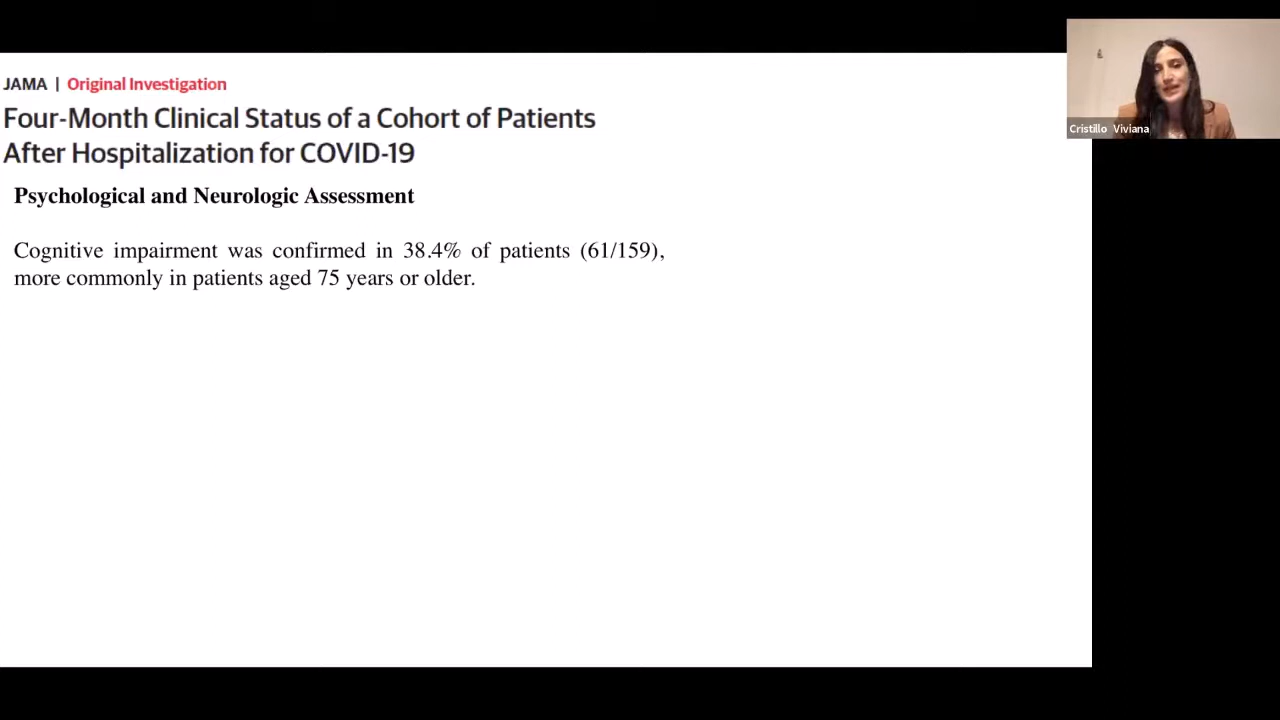 JAMA | Original Investigation
Four-Month Clinical Status of a Cohort of Patients
After Hospitalization for COVID-19
Psychological and Neurologic Assessment
Cognitive impairment was confirmed in 38.4% of patients (61/159),
more commonly in patients aged 75 years or older.
Cristillo Viviana